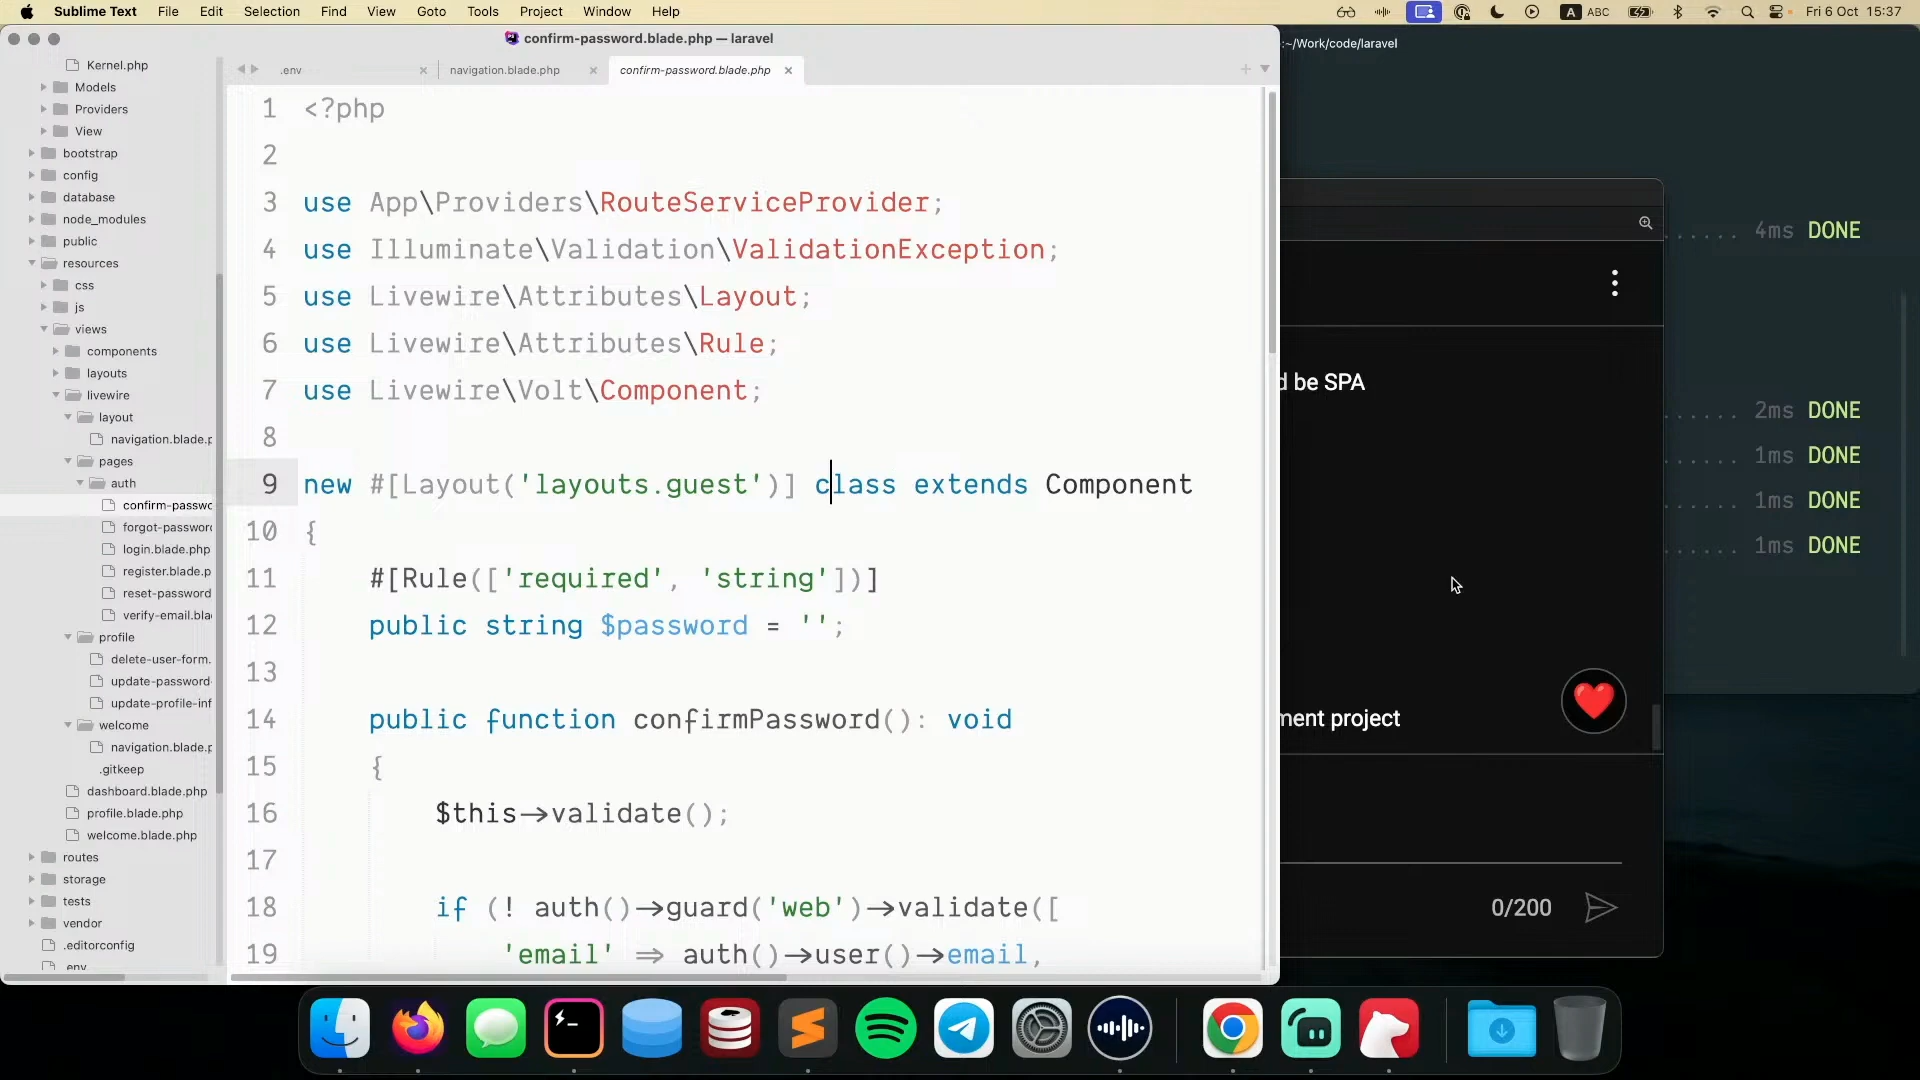 Sublime Text File Edit Selection Find View Goto Tools Project Window Help
A ABC Fri 6 Oct 15:37
confirm-password.blade.php — laravel
:~/Work/code/laravel
.env
navigation.blade.php
confirm-password.blade.php
Kernel.php
Models
Providers
View
bootstrap
config
database
node_modules
public
resources
css
js
views
components
layouts
livewire
layout
navigation.blade.p
pages
auth
confirm-passwo
forgot-password
login.blade.php
register.blade.p
reset-password
verify-email.bla
profile
delete-user-form.
update-password-
update-profile-inf
welcome
navigation.blade.p
.gitkeep
dashboard.blade.php
profile.blade.php
welcome.blade.php
routes
storage
tests
vendor
.editorconfig
.env
1 <?php
2
3 use App\Providers\RouteServiceProvider;
4 use Illuminate\Validation\ValidationException;
5 use Livewire\Attributes\Layout;
6 use Livewire\Attributes\Rule;
7 use Livewire\Volt\Component;
8
9 new #[Layout('layouts.guest')] class extends Component
10 {
11 #[Rule(['required', 'string'])]
12 public string $password = '';
13
14 public function confirmPassword(): void
15 {
16 $this->validate();
17
18 if (! auth()->guard('web')->validate([
19 'email' => auth()->user()->email,
...... 4ms DONE
d be SPA
...... 2ms DONE
...... 1ms DONE
...... 1ms DONE
...... 1ms DONE
ment project
0/200